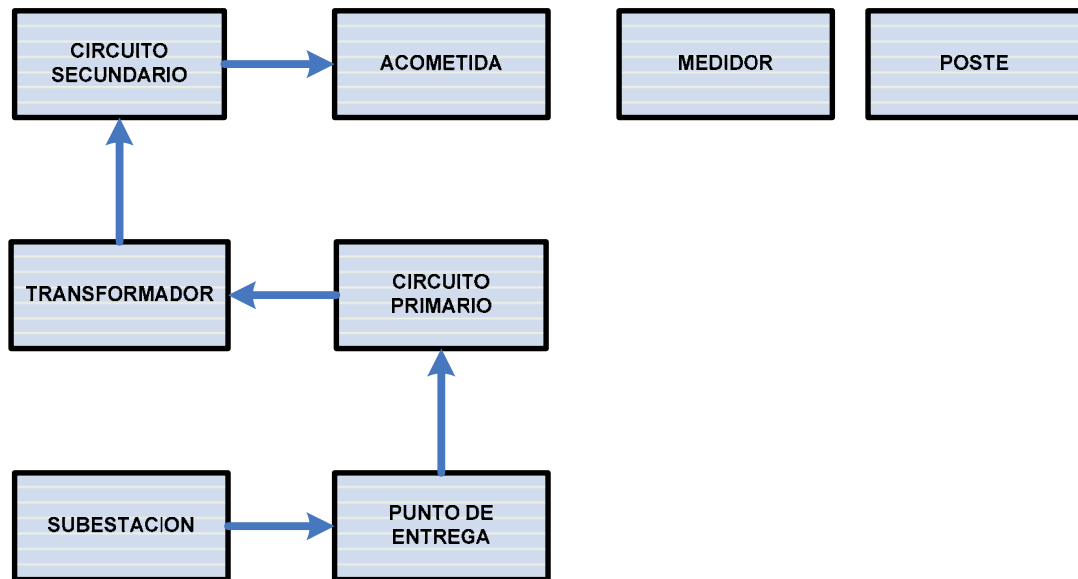 CIRCUITO
SECUNDARIO
ACOMETIDA
MEDIDOR
POSTE
TRANSFORMADOR
CIRCUITO
PRIMARIO
SUBESTACION
PUNTO DE
ENTREGA